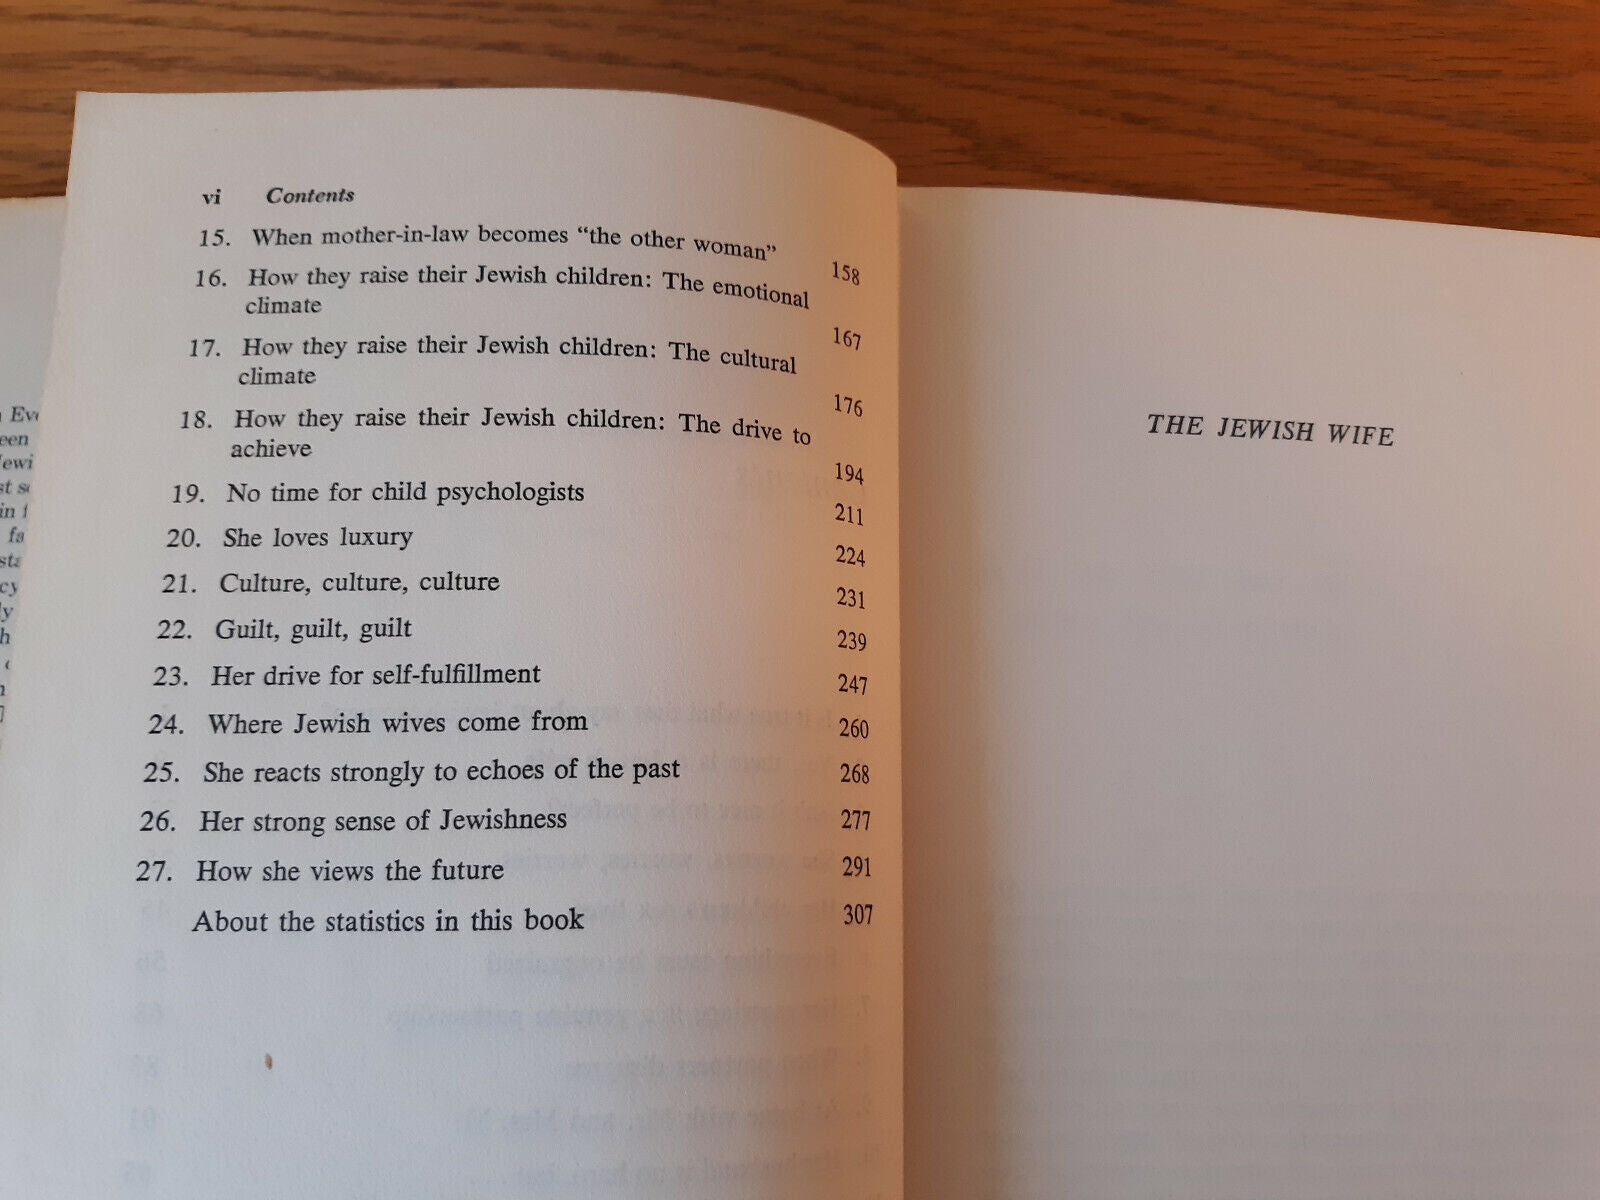 vi Contents
15. When mother-in-law becomes “the other woman” 158
16. How they raise their Jewish children: The emotional
climate 167
17. How they raise their Jewish children: The cultural
climate 176
18. How they raise their Jewish children: The drive to
achieve 194
19. No time for child psychologists 211
20. She loves luxury 224
21. Culture, culture, culture 231
22. Guilt, guilt, guilt 239
23. Her drive for self-fulfillment 247
24. Where Jewish wives come from 260
25. She reacts strongly to echoes of the past 268
26. Her strong sense of Jewishness 277
27. How she views the future 291
About the statistics in this book 307
THE JEWISH WIFE